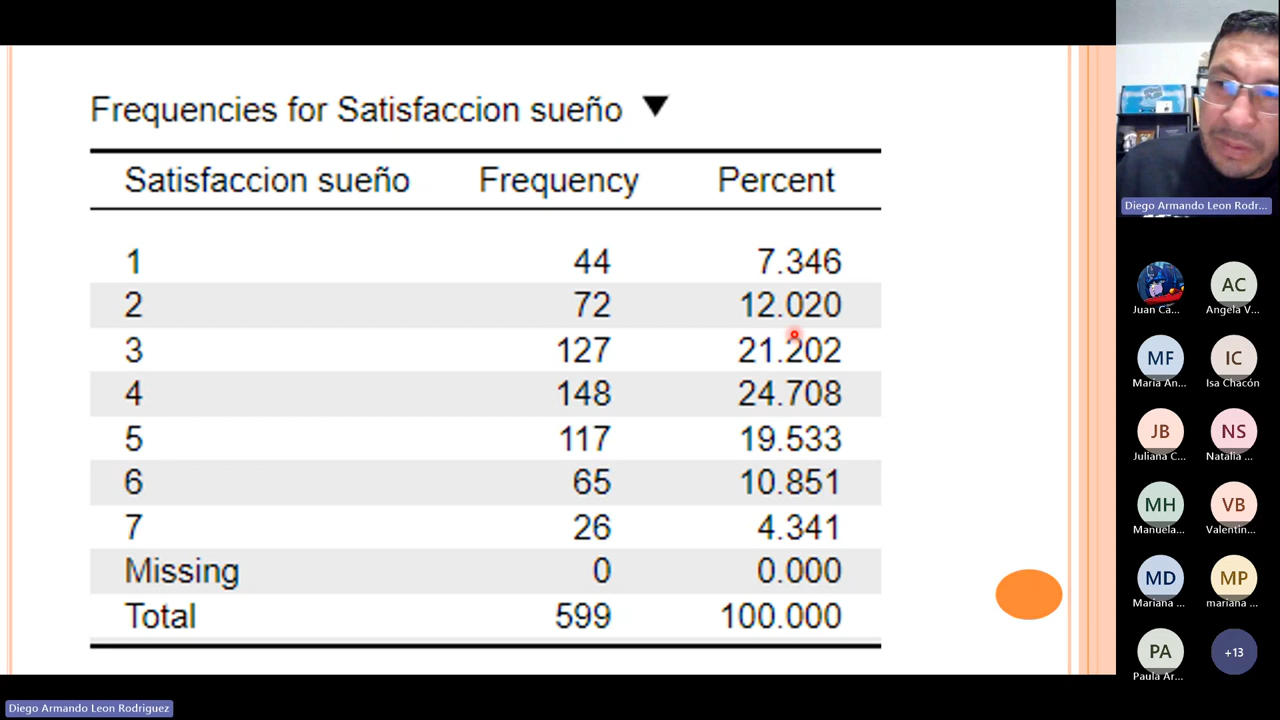 Frequencies for Satisfaccion sueño ▼
Satisfaccion sueño Frequency Percent
1 44 7.346
2 72 12.020
3 127 21.202
4 148 24.708
5 117 19.533
6 65 10.851
7 26 4.341
Missing 0 0.000
Total 599 100.000
Diego Armando Leon Rodr...
AC
Juan Ca... Angela V...
MF IC
Maria An... Isa Chacón
JB NS
Juliana C... Natalia ...
MH VB
Manuela... Valentin...
MD MP
Mariana ... mariana ...
PA +13
Paula Ar...
Diego Armando Leon Rodriguez